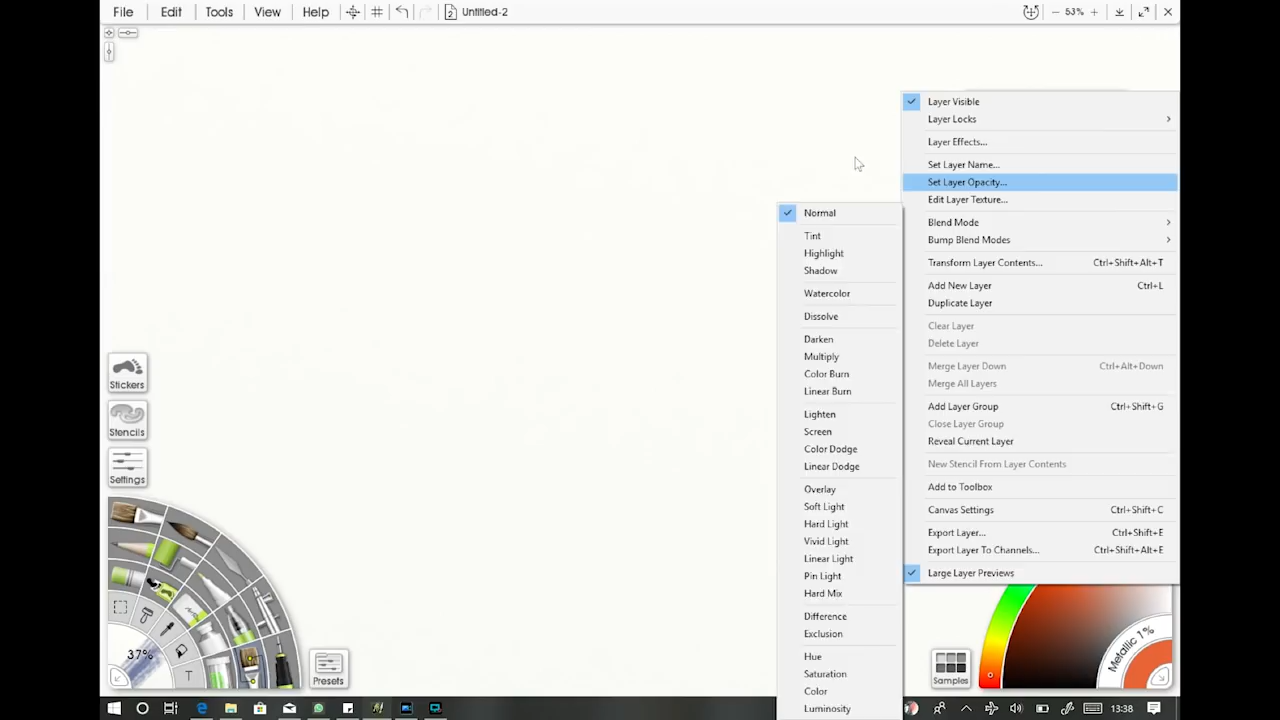 File Edit Tools View Help Untitled-2 53%
Layer Visible
Layer Locks
Layer Effects...
Set Layer Name...
Set Layer Opacity...
Edit Layer Texture...
Blend Mode
Bump Blend Modes
Transform Layer Contents... Ctrl+Shift+Alt+T
Add New Layer Ctrl+L
Duplicate Layer
Clear Layer
Delete Layer
Merge Layer Down Ctrl+Alt+Down
Merge All Layers
Add Layer Group Ctrl+Shift+G
Close Layer Group
Reveal Current Layer
New Stencil From Layer Contents
Add to Toolbox
Canvas Settings Ctrl+Shift+C
Export Layer... Ctrl+Shift+E
Export Layer To Channels... Ctrl+Shift+Alt+E
Large Layer Previews
Normal
Tint
Highlight
Shadow
Watercolor
Dissolve
Darken
Multiply
Color Burn
Linear Burn
Lighten
Screen
Color Dodge
Linear Dodge
Overlay
Soft Light
Hard Light
Vivid Light
Linear Light
Pin Light
Hard Mix
Difference
Exclusion
Hue
Saturation
Color
Luminosity
Stickers
Stencils
Settings
37%
T
Presets
Samples
Metallic 1%
13:38